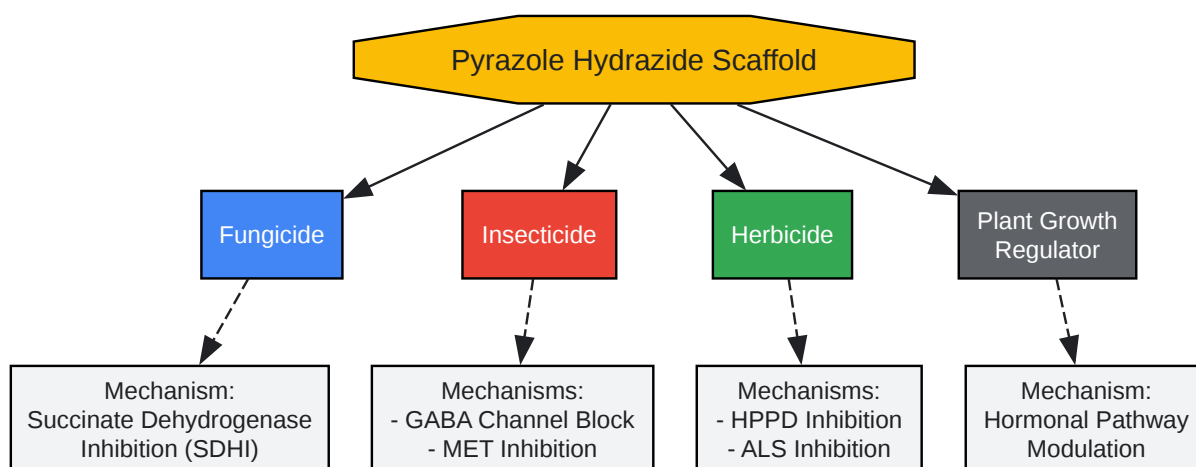 Pyrazole Hydrazide Scaffold
Fungicide
Insecticide
Herbicide
Plant Growth
Regulator
Mechanism:
Succinate Dehydrogenase
Inhibition (SDHI)
Mechanisms:
- GABA Channel Block
- MET Inhibition
Mechanisms:
- HPPD Inhibition
- ALS Inhibition
Mechanism:
Hormonal Pathway
Modulation